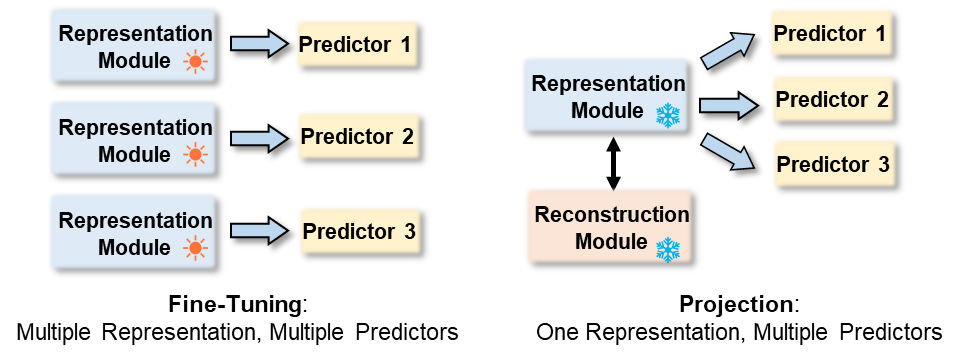 Representation
Module
Predictor 1
Representation
Module
Predictor 2
Representation
Module
Predictor 3
Fine-Tuning:
Multiple Representation, Multiple Predictors
Representation
Module
Predictor 1
Predictor 2
Predictor 3
Reconstruction
Module
Projection:
One Representation, Multiple Predictors